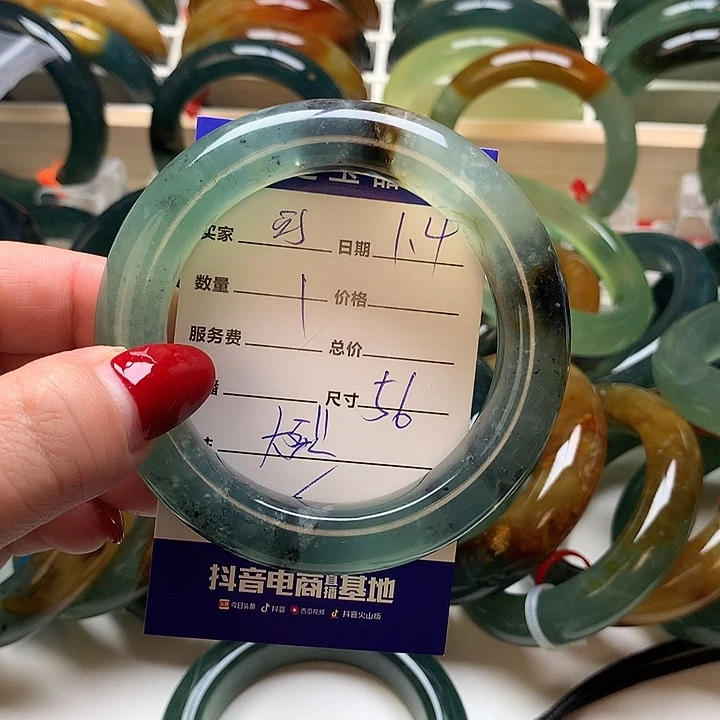 买家 日期 1.4
数量 1 价格
服务费 总价
尺寸 56
抖音电商直播基地
今日头条 抖音 西瓜视频 抖音火山版